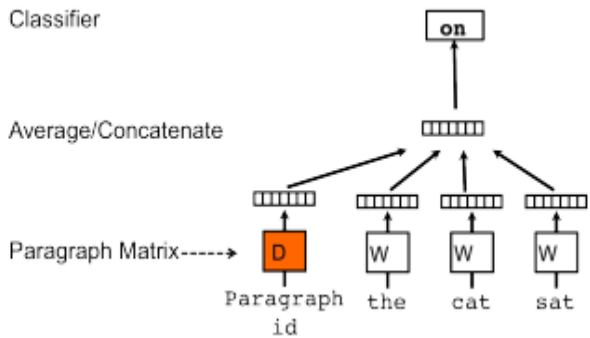 Classifier
on
Average/Concatenate
Paragraph Matrix
D
W
W
W
Paragraph id
the
cat
sat